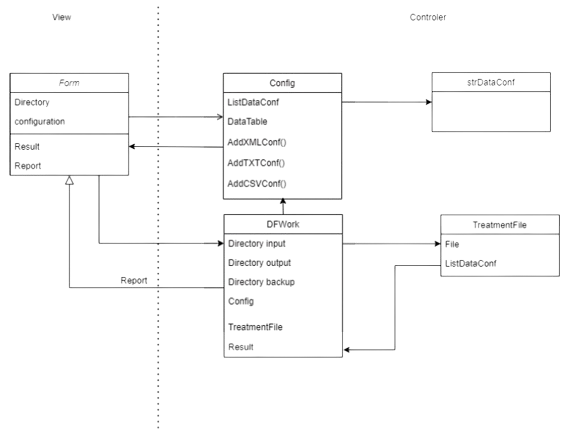 View
Controler
Form
Directory
configuration
Result
Report
Config
ListDataConf
DataTable
AddXMLConf()
AddTXTConf()
AddCSVConf()
strDataConf
DFWork
Directory input
Directory output
Directory backup
Config
TreatmentFile
Result
TreatmentFile
File
ListDataConf
Report